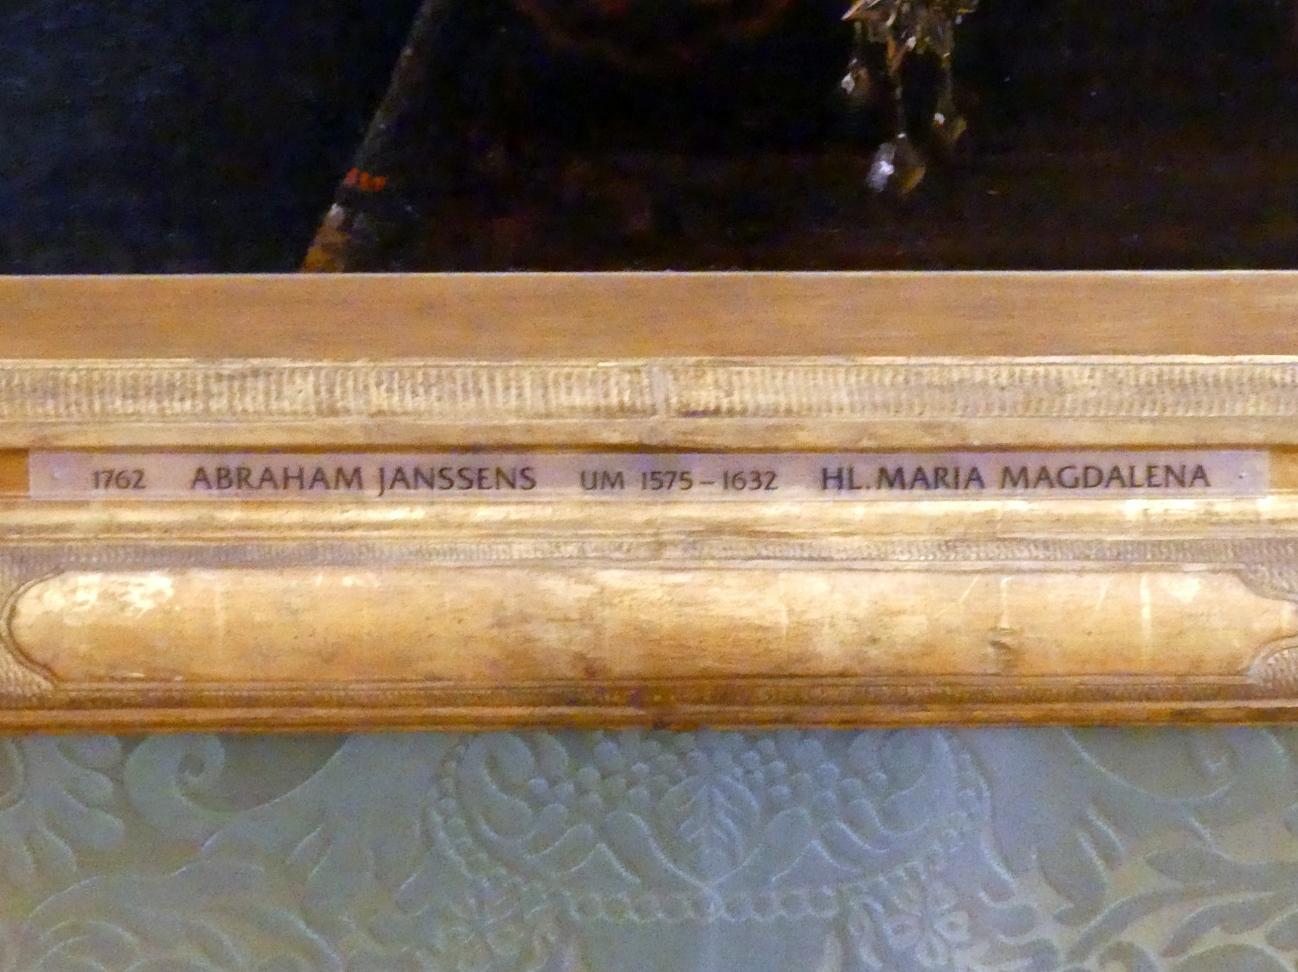 1762 ABRAHAM JANSSENS UM 1575–1632 HL. MARIA MAGDALENA